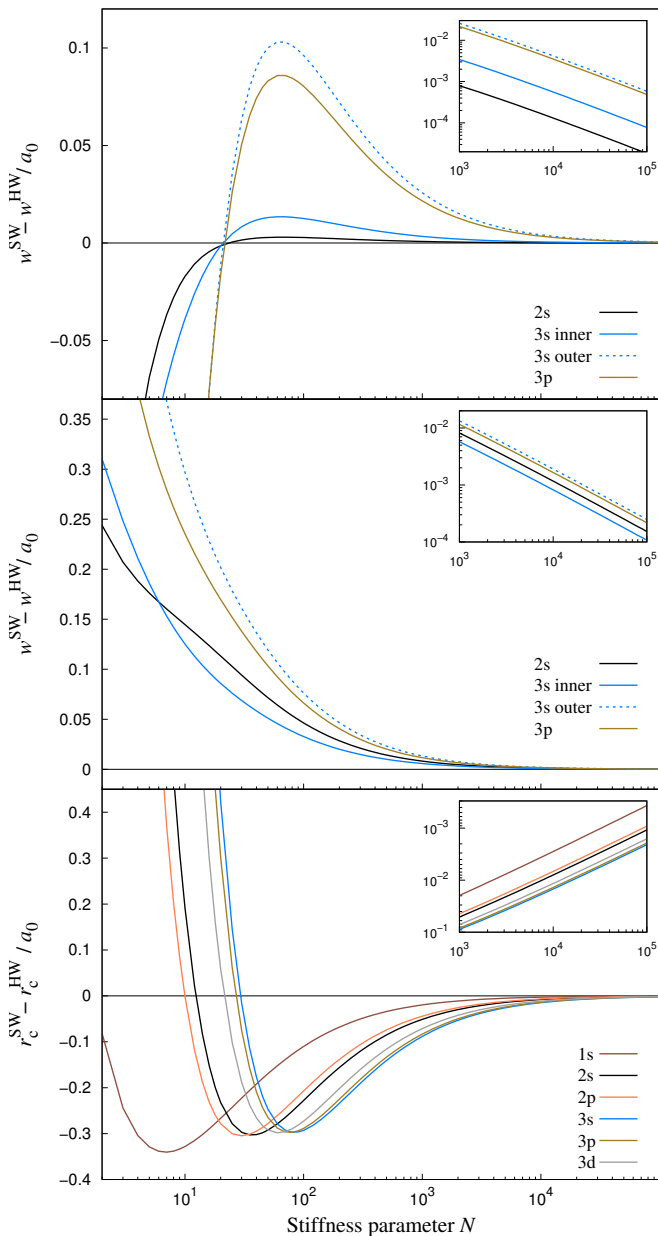 0.1
0.05
0
-0.05
w^SW – w^HW / a_0
10^-2
10^-3
10^-4
10^3 10^4 10^5
2s
3s inner
3s outer
3p
0.35
0.3
0.25
0.2
0.15
0.1
0.05
0
w^SW – w^HW / a_0
10^-2
10^-3
10^-4
10^3 10^4 10^5
2s
3s inner
3s outer
3p
0.4
0.3
0.2
0.1
0
-0.1
-0.2
-0.3
-0.4
r_c^SW – r_c^HW / a_0
10^-3
10^-2
10^-1
10^3 10^4 10^5
1s
2s
2p
3s
3p
3d
10^1 10^2 10^3 10^4
Stiffness parameter N